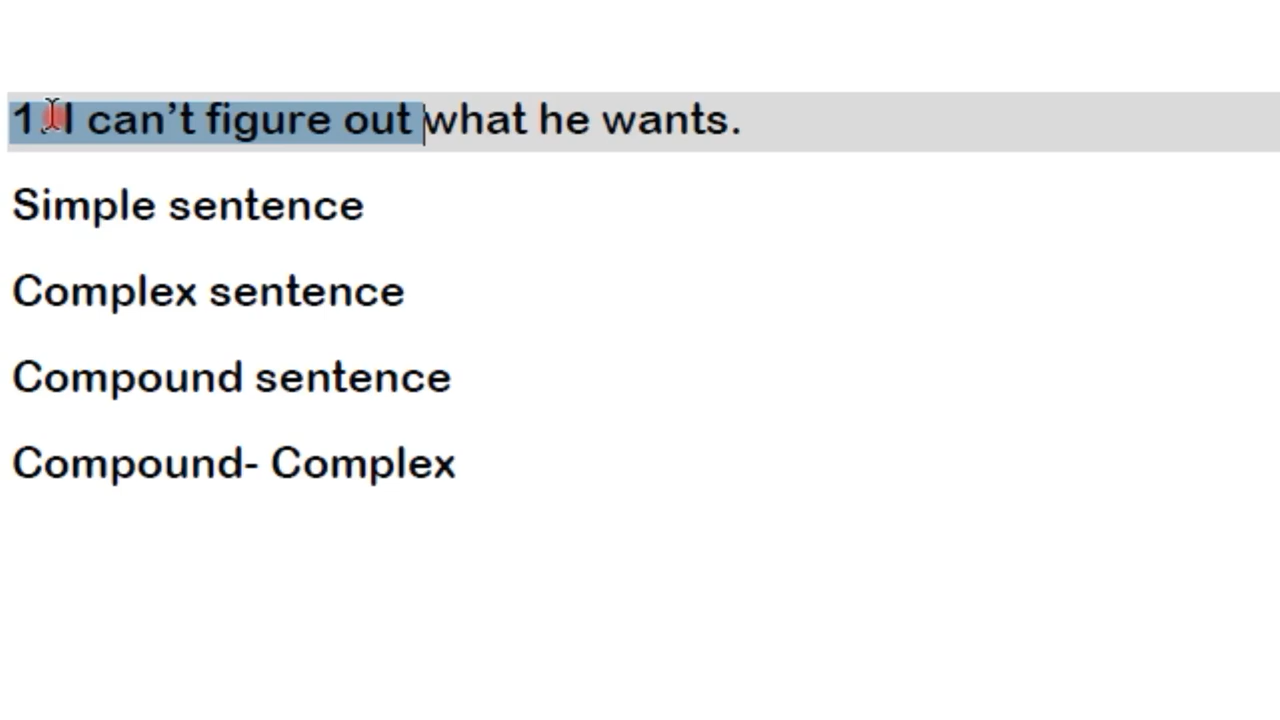 1. I can’t figure out what he wants.
Simple sentence
Complex sentence
Compound sentence
Compound- Complex